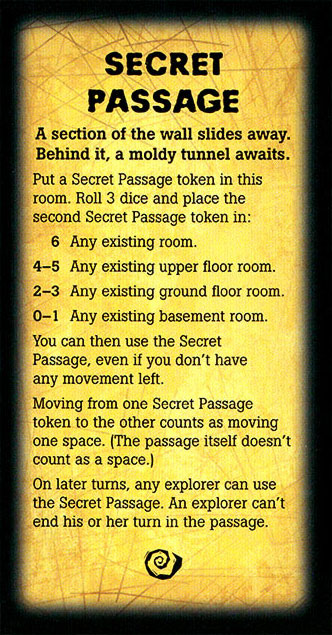 SECRET
PASSAGE
A section of the wall slides away.
Behind it, a moldy tunnel awaits.
Put a Secret Passage token in this
room. Roll 3 dice and place the
second Secret Passage token in:
6 Any existing room.
4–5 Any existing upper floor room.
2–3 Any existing ground floor room.
0–1 Any existing basement room.
You can then use the Secret
Passage, even if you don't have
any movement left.
Moving from one Secret Passage
token to the other counts as moving
one space. (The passage itself doesn't
count as a space.)
On later turns, any explorer can use
the Secret Passage. An explorer can't
end his or her turn in the passage.